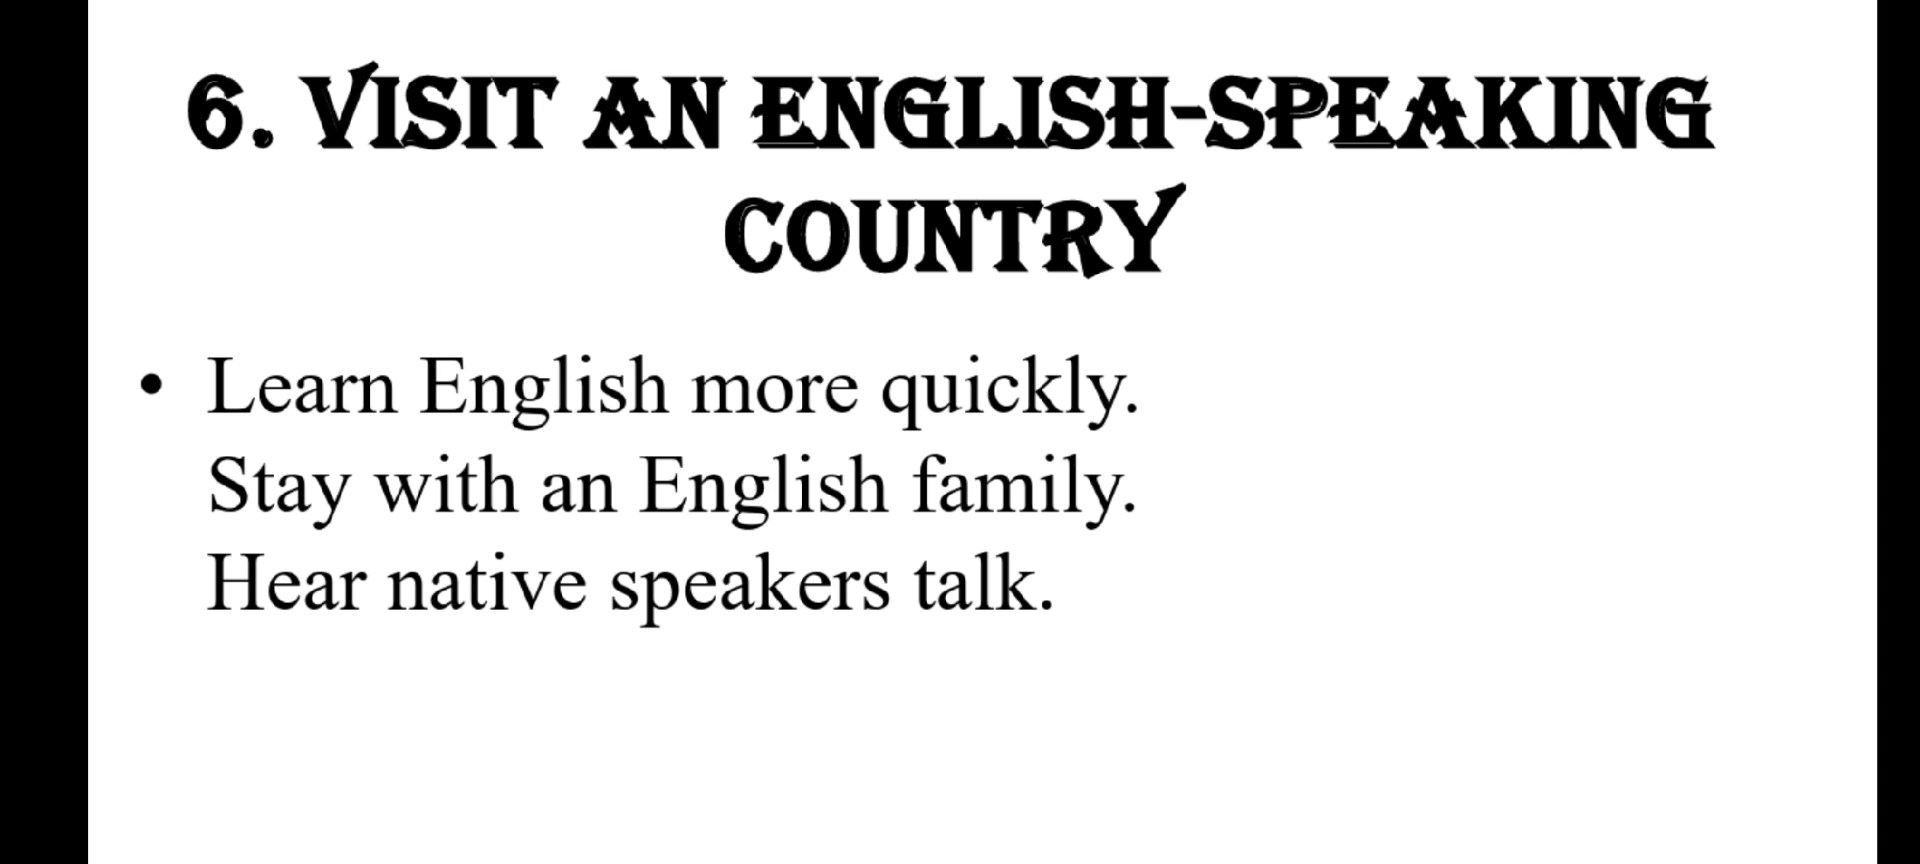 6. VISIT AN ENGLISH-SPEAKING
COUNTRY
• Learn English more quickly.
Stay with an English family.
Hear native speakers talk.